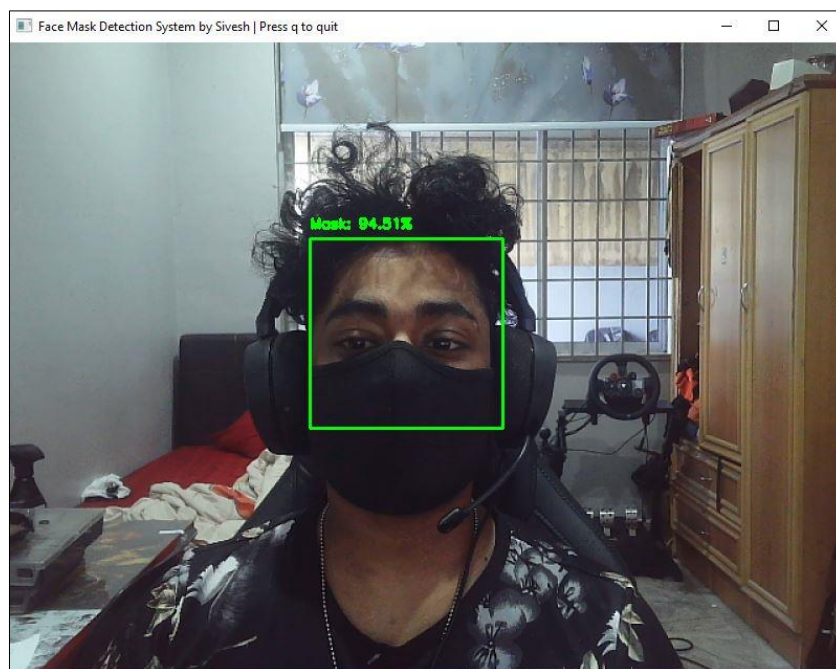 Face Mask Detection System by Sivesh | Press q to quit
Mask: 94.51%